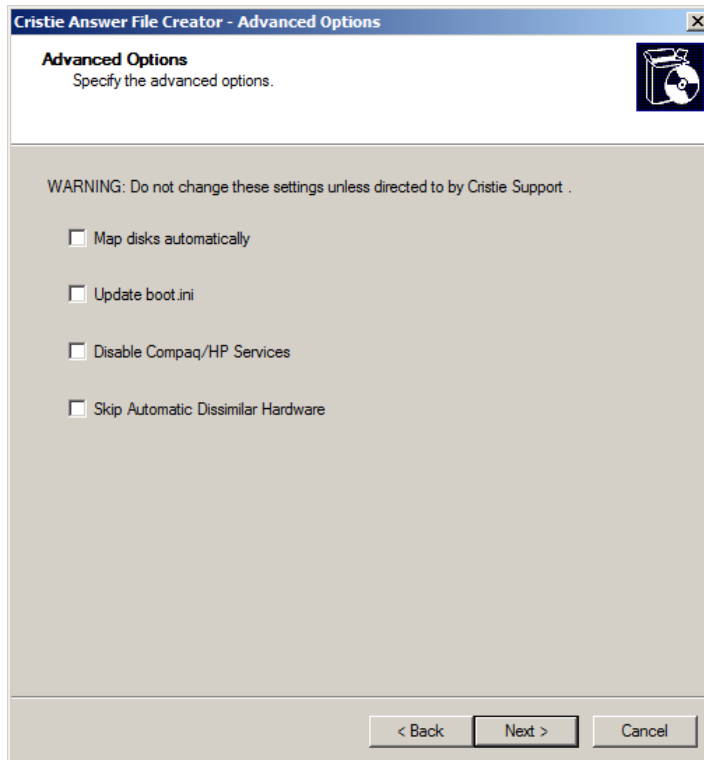 Cristie Answer File Creator - Advanced Options
Advanced Options
Specify the advanced options.
WARNING: Do not change these settings unless directed to by Cristie Support .
Map disks automatically
Update boot.ini
Disable Compaq/HP Services
Skip Automatic Dissimilar Hardware
< Back Next > Cancel